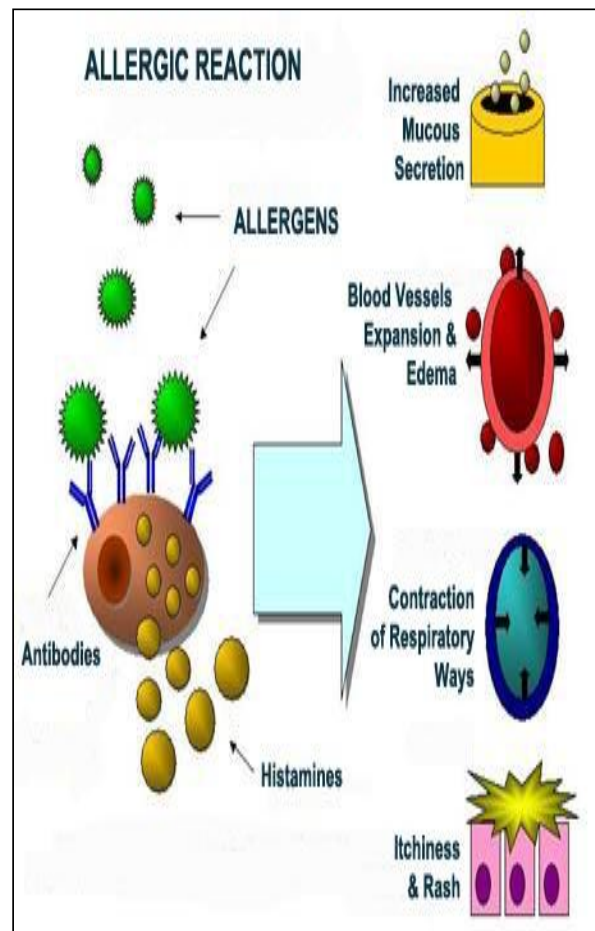 ALLERGIC REACTION
ALLERGENS
Antibodies
Histamines
Increased
Mucous
Secretion
Blood Vessels
Expansion &
Edema
Contraction
of Respiratory
Ways
Itchiness
& Rash